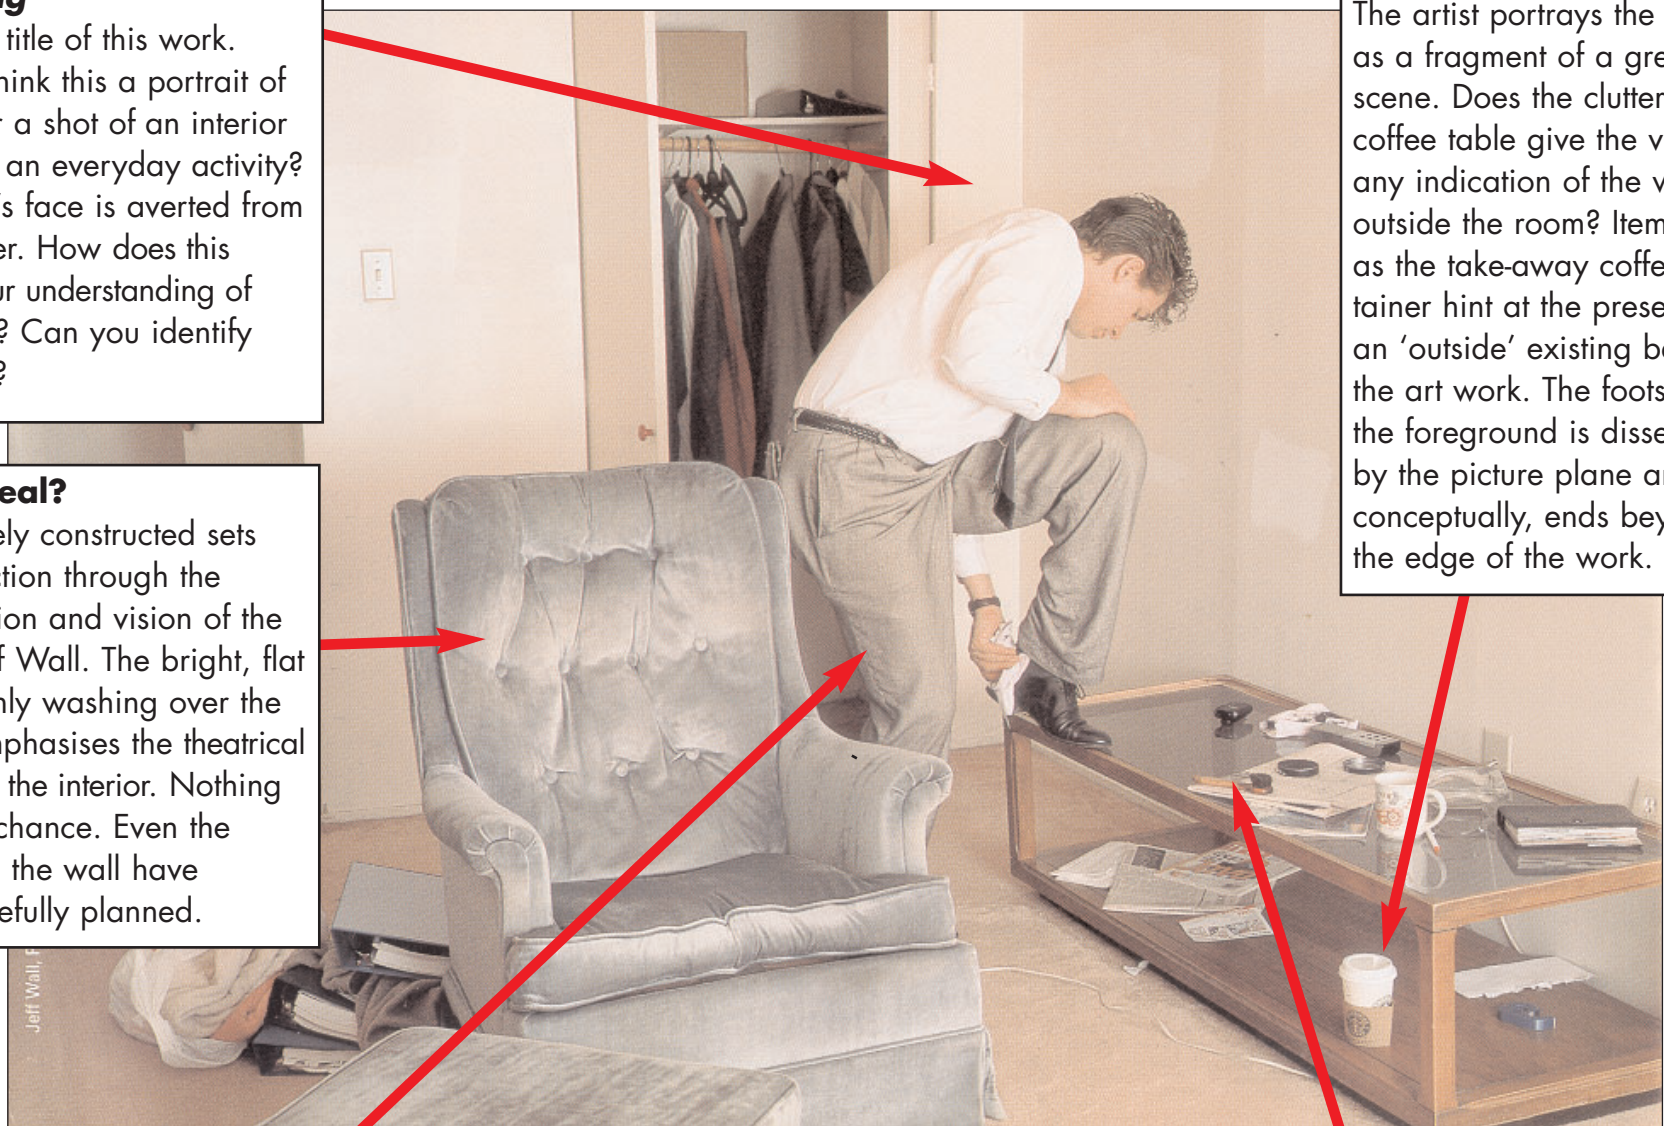 title of this work.
hink this a portrait of
a shot of an interior
an everyday activity?
s face is averted from
er. How does this
ur understanding of
? Can you identify
?
eal?
ely constructed sets
ction through the
ion and vision of the
f Wall. The bright, flat
nly washing over the
nphasises the theatrical
the interior. Nothing
chance. Even the
the wall have
efully planned.
The artist portrays the
as a fragment of a gre
scene. Does the clutter
coffee table give the v
any indication of the v
outside the room? Item
as the take-away coffe
tainer hint at the prese
an ‘outside’ existing be
the art work. The foots
the foreground is disse
by the picture plane a
conceptually, ends bey
the edge of the work.
Jeff Wall,